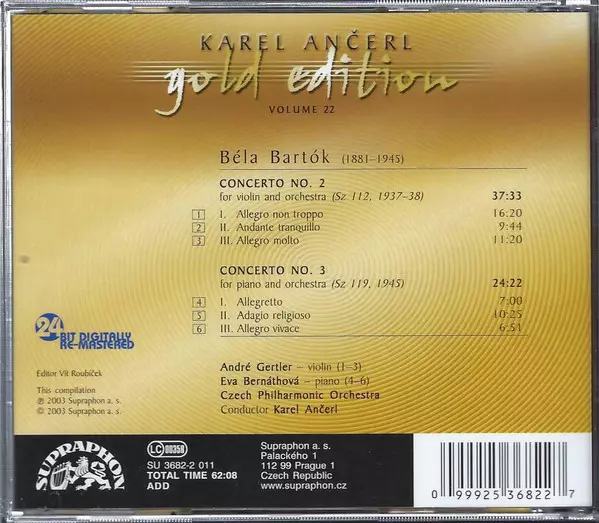 KAREL ANČERL
gold edition
VOLUME 22
Béla Bartók (1881–1945)
CONCERTO NO. 2
for violin and orchestra (Sz 112, 1937–38) 37:33
1 I. Allegro non troppo 16:20
2 II. Andante tranquillo 9:44
3 III. Allegro molto 11:20
CONCERTO NO. 3
for piano and orchestra (Sz 119, 1945) 24:22
4 I. Allegretto 7:00
5 II. Adagio religioso 10:25
6 III. Allegro vivace 6:51
24
BIT DIGITALLY
RE-MASTERED
Editor Vít Roubíček
This compilation
℗ 2003 Supraphon a. s.
© 2003 Supraphon a. s.
André Gertler – violin (1–3)
Eva Bernáthová – piano (4–6)
Czech Philharmonic Orchestra
Conductor Karel Ančerl
SUPRAPHON
LC 00358
SU 3682-2 011
TOTAL TIME 62:08
ADD
Supraphon a. s.
Palackého 1
112 99 Prague 1
Czech Republic
www.supraphon.cz
0 99925 36822 7